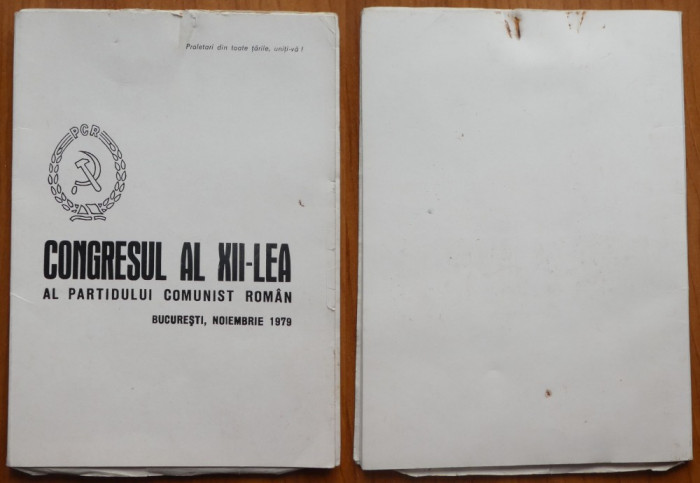 Proletari din toate țările, uniți-vă !
PCR
CONGRESUL AL XII-LEA
AL PARTIDULUI COMUNIST ROMÂN
BUCUREȘTI, NOIEMBRIE 1979